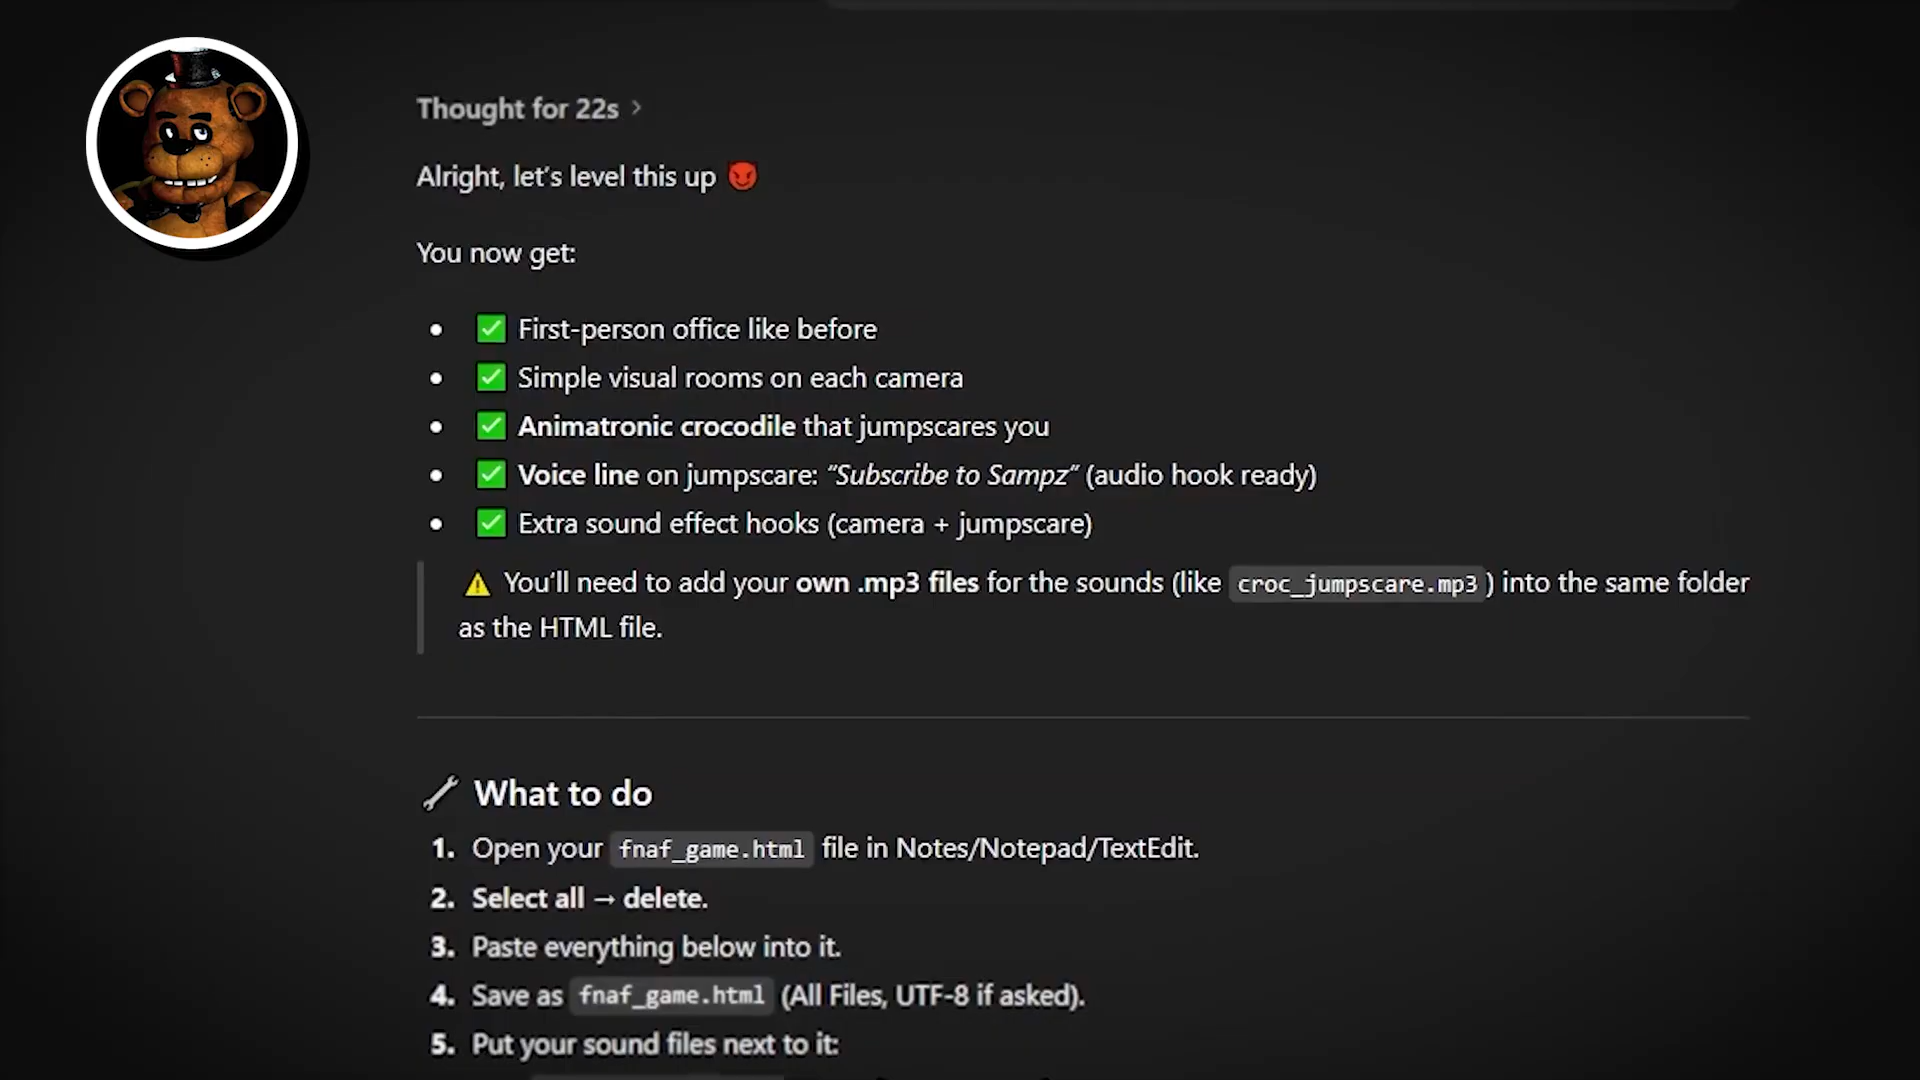 Thought for 22s >
Alright, let's level this up 😈
You now get:
• ✅ First-person office like before
• ✅ Simple visual rooms on each camera
• ✅ Animatronic crocodile that jumpscares you
• ✅ Voice line on jumpscare: “Subscribe to Sampz” (audio hook ready)
• ✅ Extra sound effect hooks (camera + jumpscare)
⚠️ You'll need to add your own .mp3 files for the sounds (like croc_jumpscare.mp3) into the same folder
as the HTML file.
🔧 What to do
1. Open your fnaf_game.html file in Notes/Notepad/TextEdit.
2. Select all → delete.
3. Paste everything below into it.
4. Save as fnaf_game.html (All Files, UTF-8 if asked).
5. Put your sound files next to it: